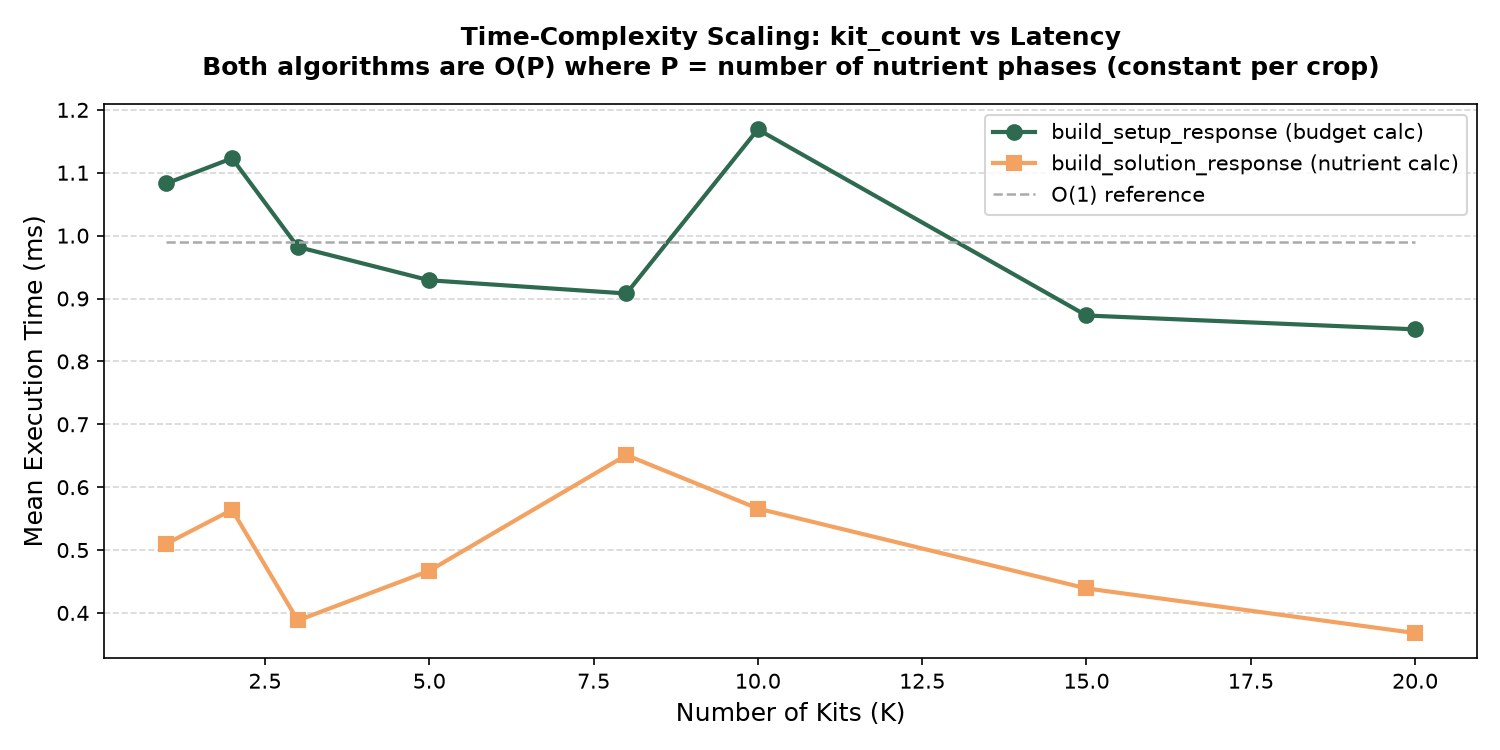 Time-Complexity Scaling: kit_count vs Latency
Both algorithms are O(P) where P = number of nutrient phases (constant per crop)
build_setup_response (budget calc)
build_solution_response (nutrient calc)
O(1) reference
Mean Execution Time (ms)
1.2
1.1
1.0
0.9
0.8
0.7
0.6
0.5
0.4
2.5 5.0 7.5 10.0 12.5 15.0 17.5 20.0
Number of Kits (K)